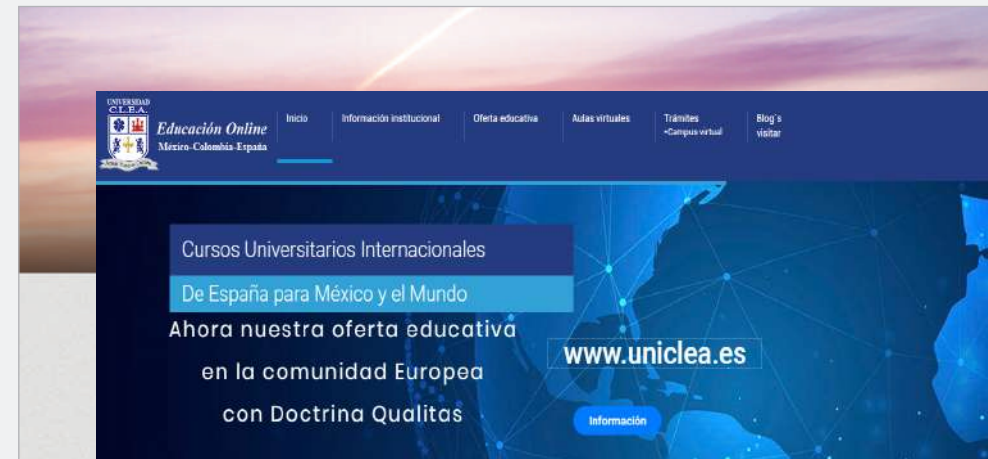 UNIVERSIDAD
C.L.E.A.
Educación Online
México-Colombia-España
Inicio
Información institucional
Oferta educativa
Aulas virtuales
Trámites
+Campus virtual
Blog´s
visitar
Cursos Universitarios Internacionales
De España para México y el Mundo
Ahora nuestra oferta educativa
en la comunidad Europea
con Doctrina Qualitas
www.uniclea.es
Información